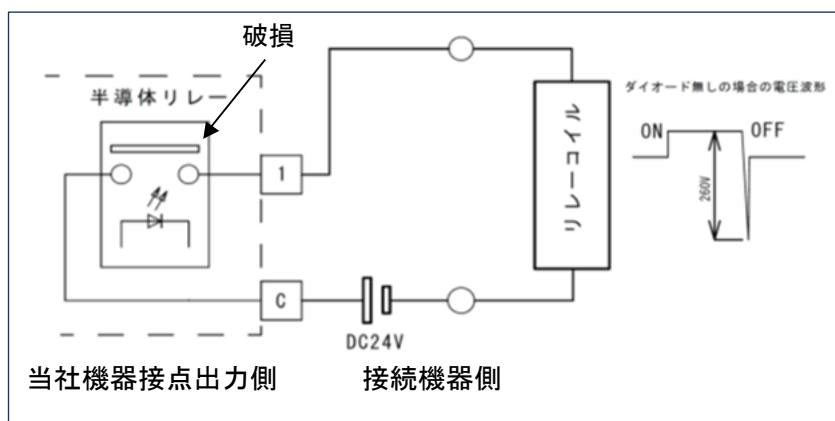 破損
半導体リレー
ダイオード無しの場合の電圧波形
ON
OFF
260V
1
リレーコイル
C
DC24V
当社機器接点出力側
接続機器側